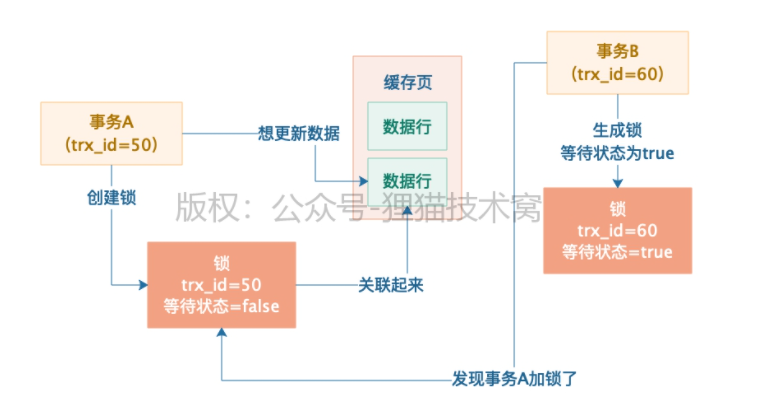 事务B
（trx_id=60）
缓存页
事务A
（trx_id=50）
数据行
想更新数据
生成锁
等待状态为true
数据行
创建锁
版权：公众号-狸猫技术窝
锁
trx_id=60
等待状态=true
锁
trx_id=50
等待状态=false
关联起来
发现事务A加锁了